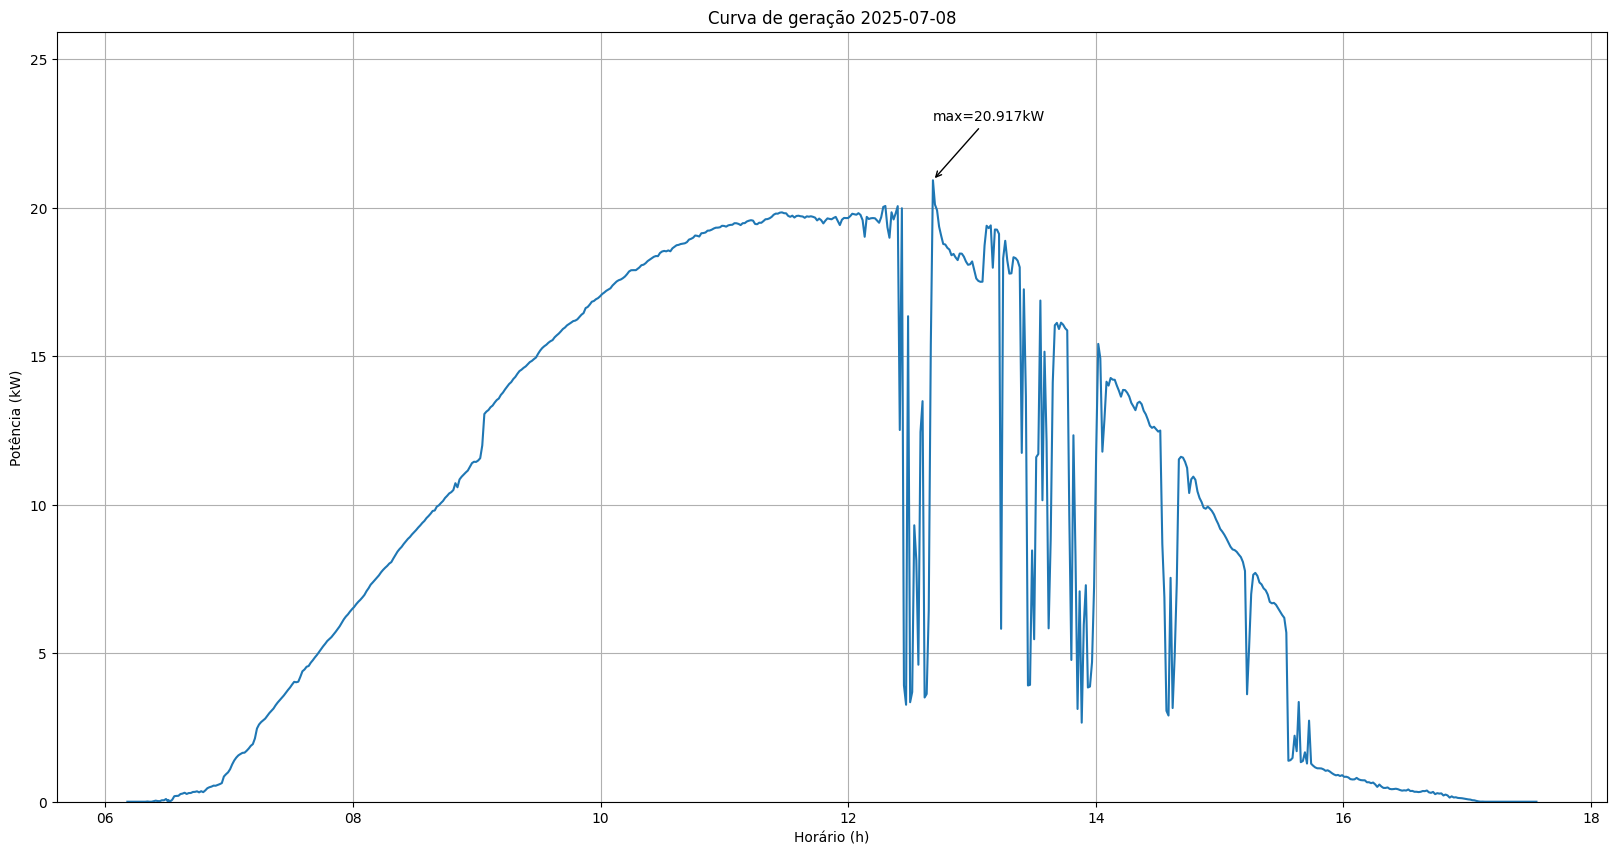 Curva de geração 2025-07-08
25
max=20.917kW
20
15
Potência (kW)
10
5
0
06 08 10 12 14 16 18
Horário (h)